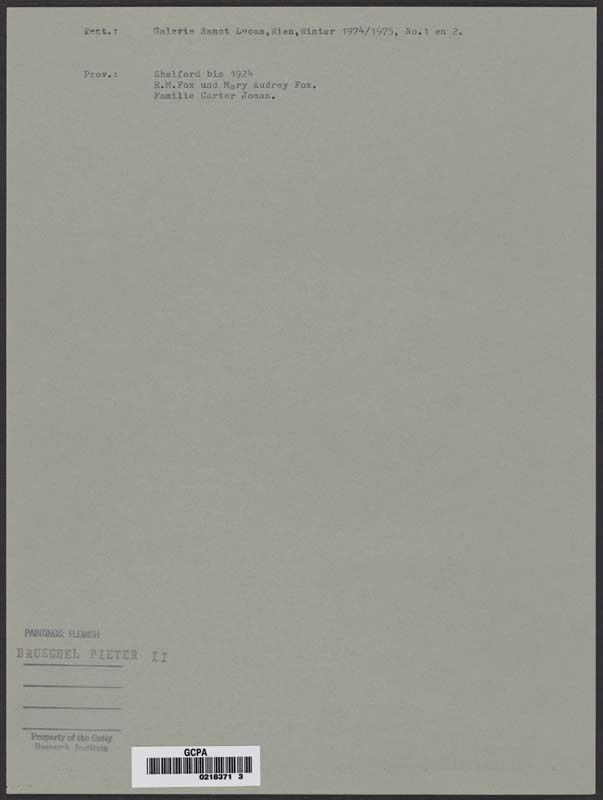 Tent.: Galerie Sanct Lucas,Wien,Winter 1974/1975, No.1 en 2.
Prov.: Shelford bis 1924
E.M.Fox und Mary Audrey Fox.
Familie Carter Jonas.
PAINTINGS: FLEMISH
BRUEGHEL PIETER II
Property of the Getty
Research Institute
GCPA
0218371 3